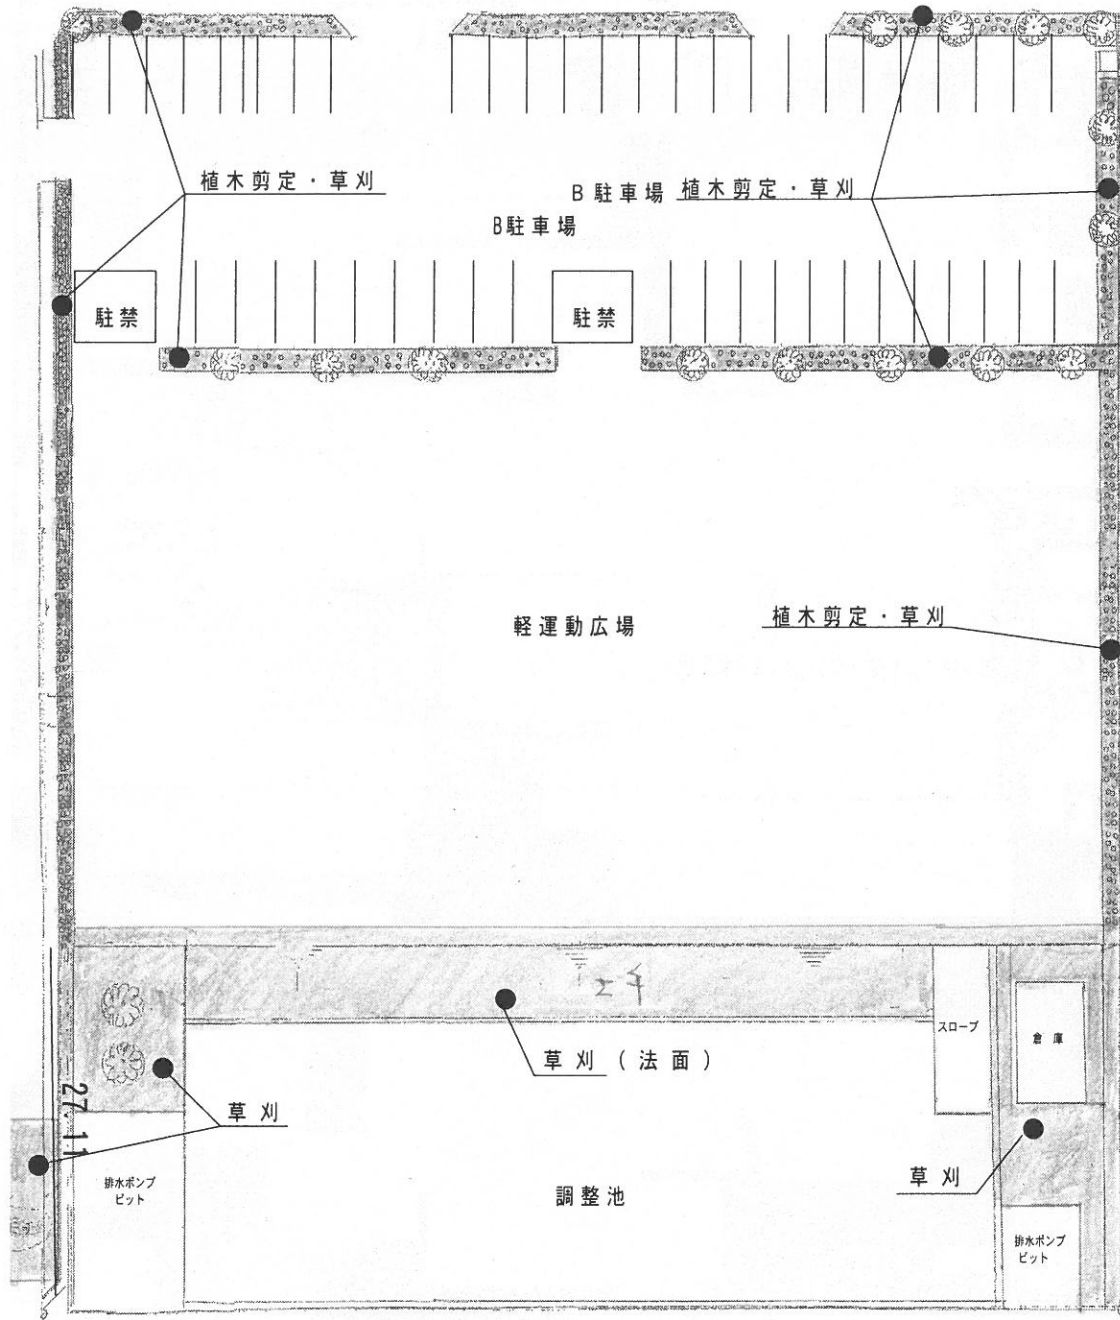 植木剪定・草刈
B駐車場 植木剪定・草刈
B駐車場
駐禁
駐禁
軽運動広場
植木剪定・草刈
スロープ
倉庫
草刈(法面)
27.11
草刈
草刈
排水ポンプ
ピット
調整池
排水ポンプ
ピット